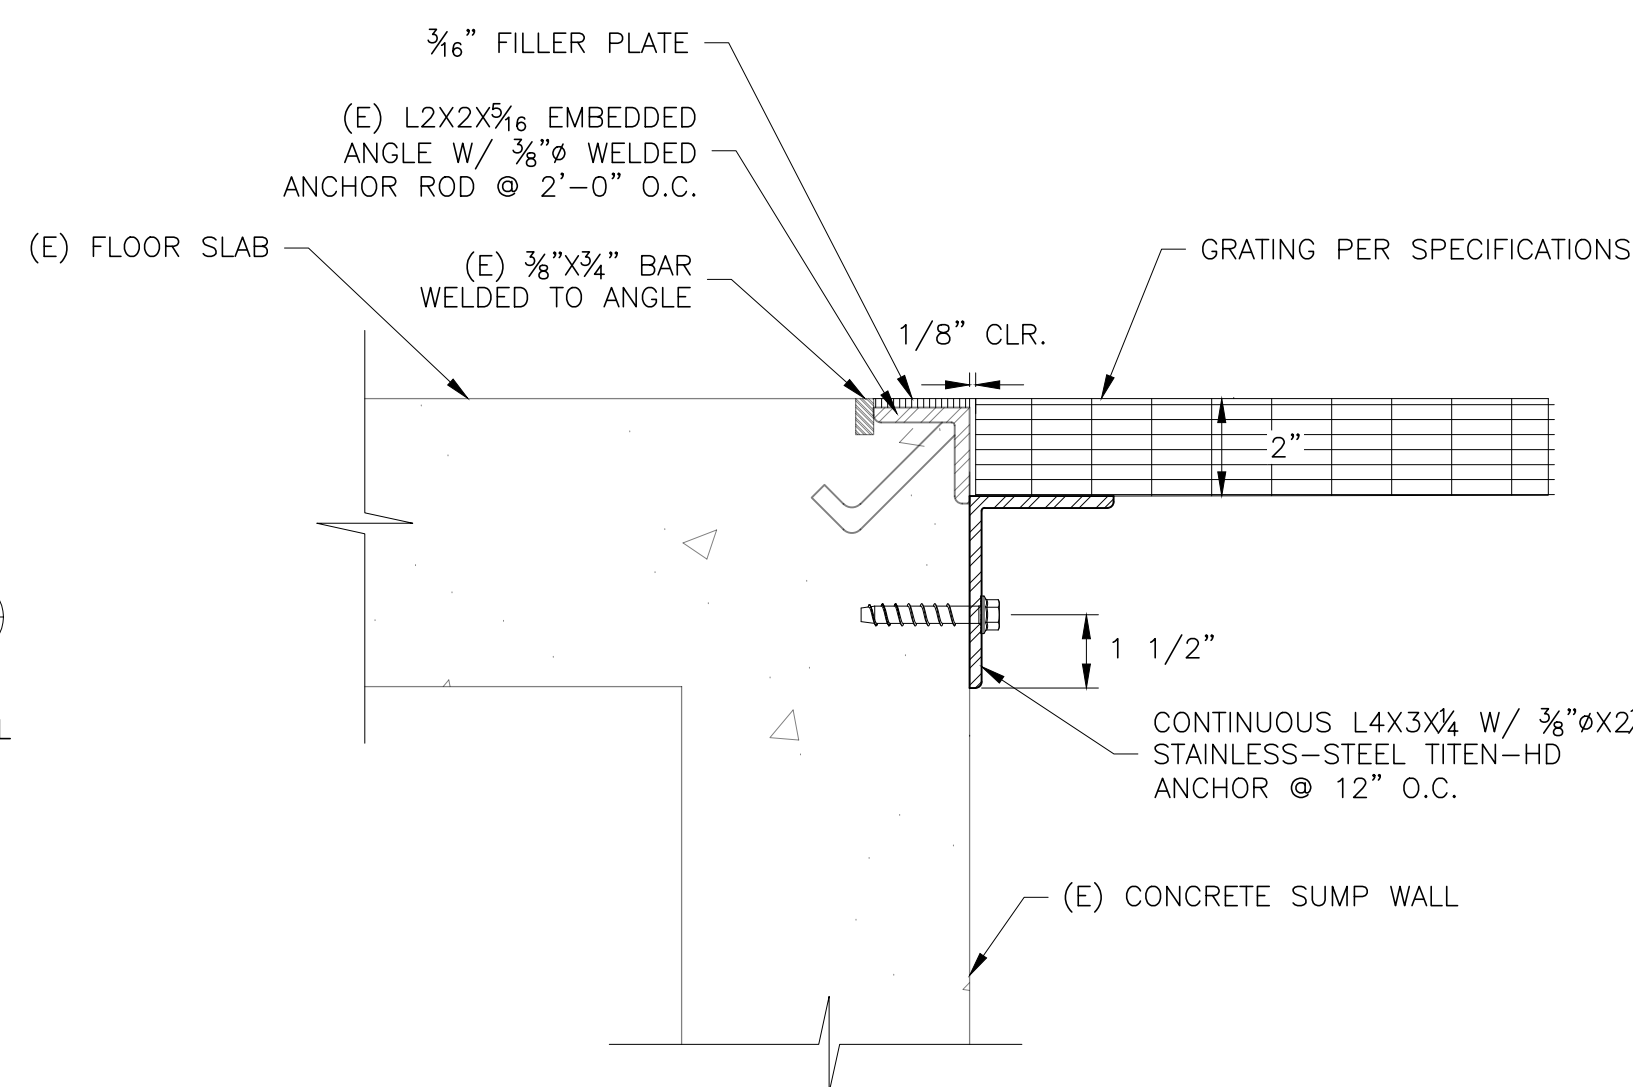 3/16” FILLER PLATE
(E) L2X2X5/16 EMBEDDED
ANGLE W/ 3/8”ø WELDED
ANCHOR ROD @ 2’-0” O.C.
(E) FLOOR SLAB
(E) 3/8”X3/4” BAR
WELDED TO ANGLE
GRATING PER SPECIFICATIONS
1/8” CLR.
2”
1 1/2”
CONTINUOUS L4X3X1/4 W/ 3/8”øX2
STAINLESS-STEEL TITEN-HD
ANCHOR @ 12” O.C.
(E) CONCRETE SUMP WALL